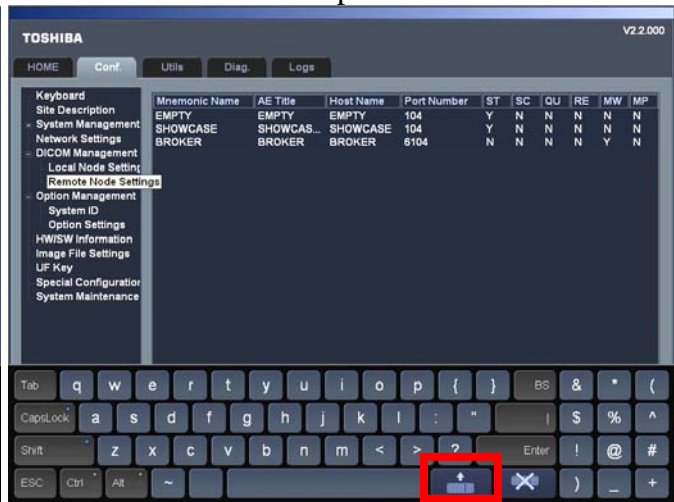 V2.2.000
TOSHIBA
HOME Conf. Utils Diag. Logs
Keyboard
Site Description
System Management
Network Settings
DICOM Management
Local Node Setting
Remote Node Settings
Option Management
System ID
Option Settings
HW/SW Information
Image File Settings
UF Key
Special Configuration
System Maintenance
Mnemonic Name AE Title Host Name Port Number ST SC QU RE MW MP
EMPTY EMPTY EMPTY 104 Y N N N N N
SHOWCASE SHOWCAS... SHOWCASE 104 Y N N N N N
BROKER BROKER BROKER 6104 N N N N Y N
Tab q w e r t y u i o p { } BS & * (
CapsLock a s d f g h j k l : " | $ % ^
Shift z x c v b n m < > ? Enter ! @ #
ESC Ctrl Alt ~ ) _ +